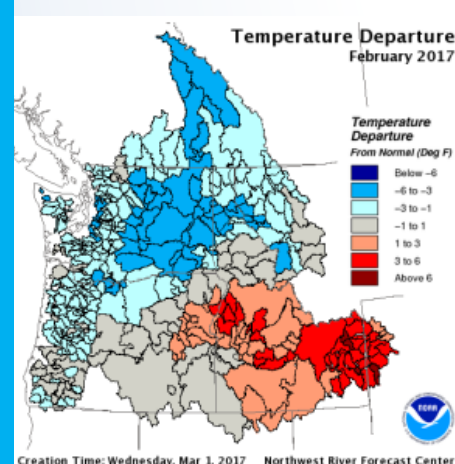 Temperature Departure
February 2017
Temperature
Departure
From Normal (Deg F)
Below -6
-6 to -3
-3 to -1
-1 to 1
1 to 3
3 to 6
Above 6
NOAA
Creation Time: Wednesday, Mar 1, 2017 Northwest River Forecast Center